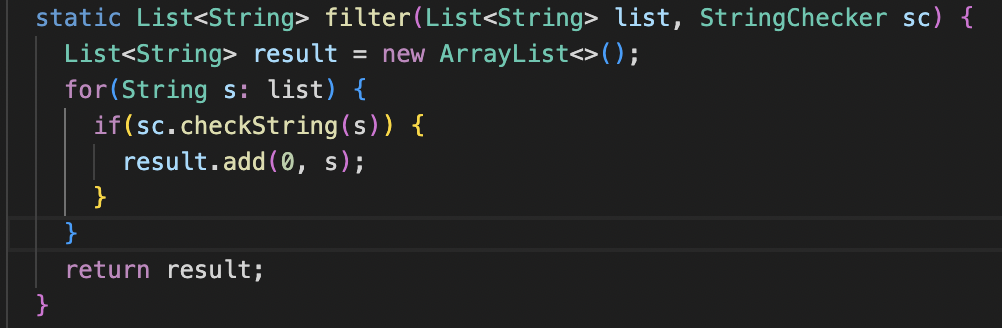 static List<String> filter(List<String> list, StringChecker sc) {
List<String> result = new ArrayList<>();
for(String s: list) {
if(sc.checkString(s)) {
result.add(0, s);
}
}
return result;
}